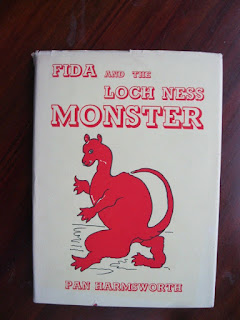 FIDA AND THE
LOCH NESS
MONSTER
PAN HARMSWORTH